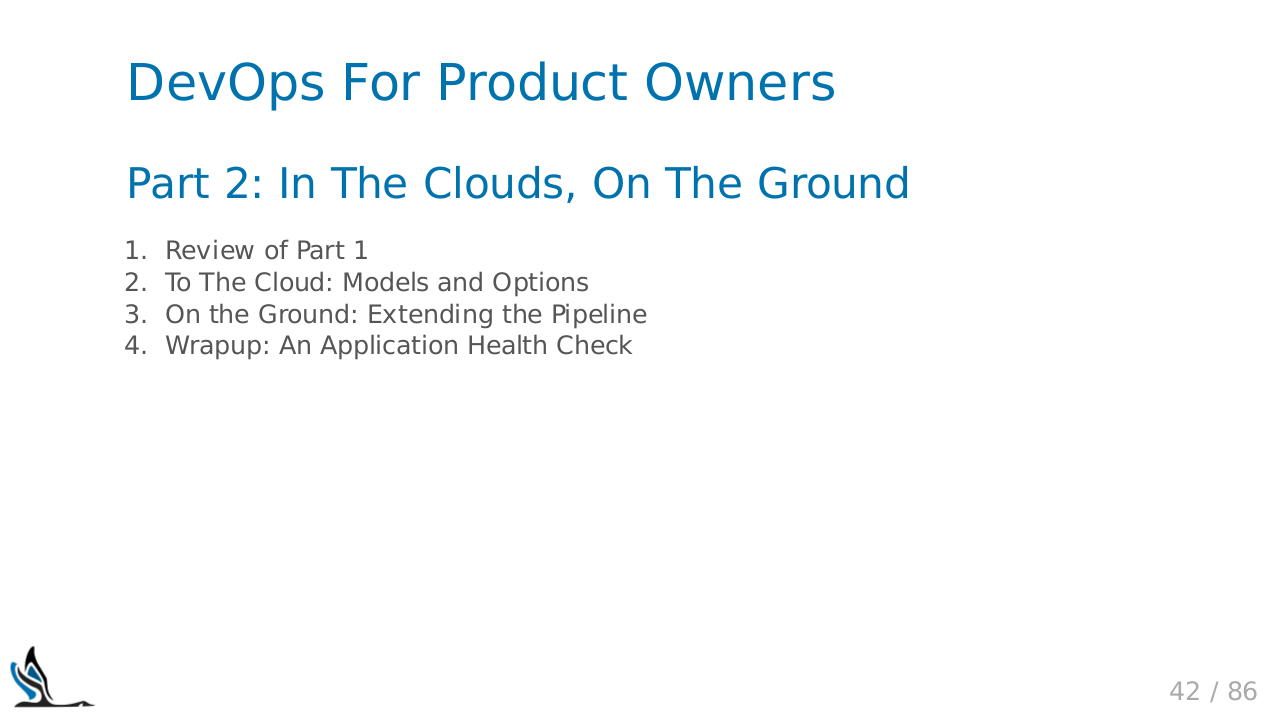 DevOps For Product Owners
Part 2: In The Clouds, On The Ground
1. Review of Part 1
2. To The Cloud: Models and Options
3. On the Ground: Extending the Pipeline
4. Wrapup: An Application Health Check
42 / 86